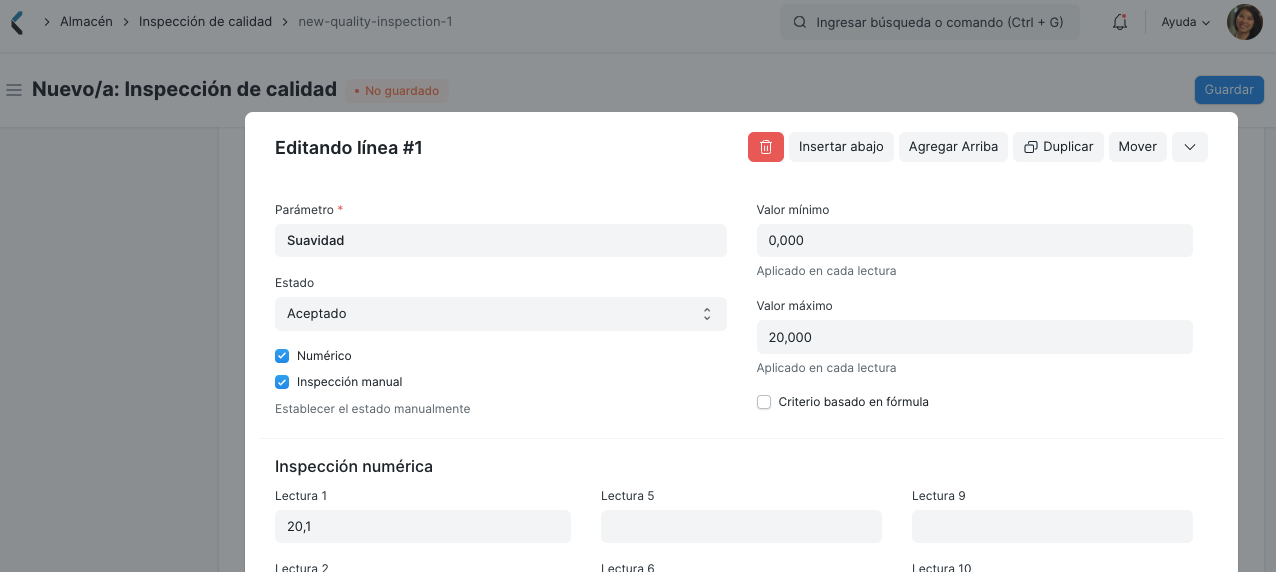 Almacén > Inspección de calidad > new-quality-inspection-1
Ingresar búsqueda o comando (Ctrl + G)
Ayuda
Nuevo/a: Inspección de calidad
• No guardado
Guardar
Editando línea #1
Insertar abajo
Agregar Arriba
Duplicar
Mover
Parámetro *
Suavidad
Estado
Aceptado
Numérico
Inspección manual
Establecer el estado manualmente
Valor mínimo
0,000
Aplicado en cada lectura
Valor máximo
20,000
Aplicado en cada lectura
Criterio basado en fórmula
Inspección numérica
Lectura 1
20,1
Lectura 5
Lectura 9
Lectura 2
Lectura 6
Lectura 10